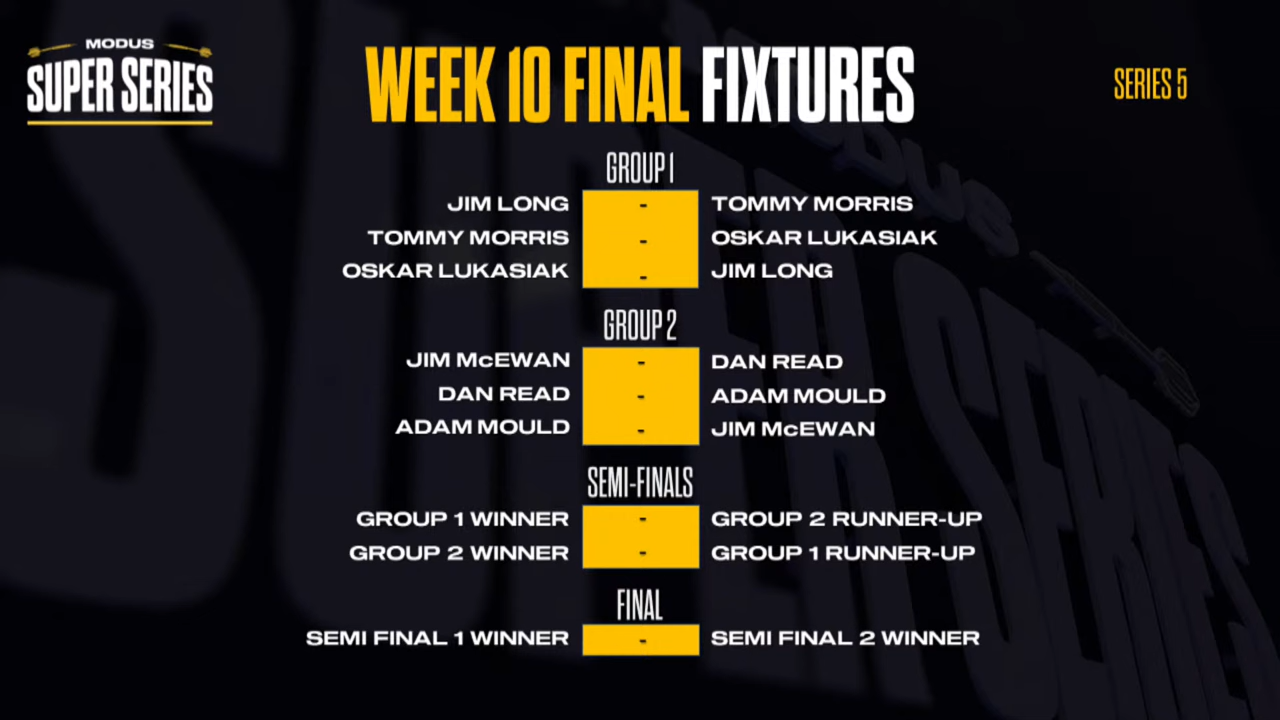 MODUS
SUPER SERIES
WEEK 10 FINAL FIXTURES
SERIES 5
GROUP 1
JIM LONG - TOMMY MORRIS
TOMMY MORRIS - OSKAR LUKASIAK
OSKAR LUKASIAK - JIM LONG
GROUP 2
JIM McEWAN - DAN READ
DAN READ - ADAM MOULD
ADAM MOULD - JIM McEWAN
SEMI-FINALS
GROUP 1 WINNER - GROUP 2 RUNNER-UP
GROUP 2 WINNER - GROUP 1 RUNNER-UP
FINAL
SEMI FINAL 1 WINNER - SEMI FINAL 2 WINNER